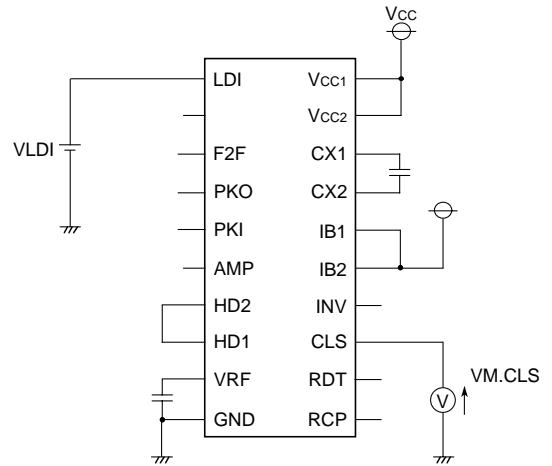 VCC
LDI VCC1
VCC2
VLDI
F2F CX1
PKO CX2
PKI IB1
AMP IB2
HD2 INV
HD1 CLS
VM.CLS
VRF RDT
V
GND RCP